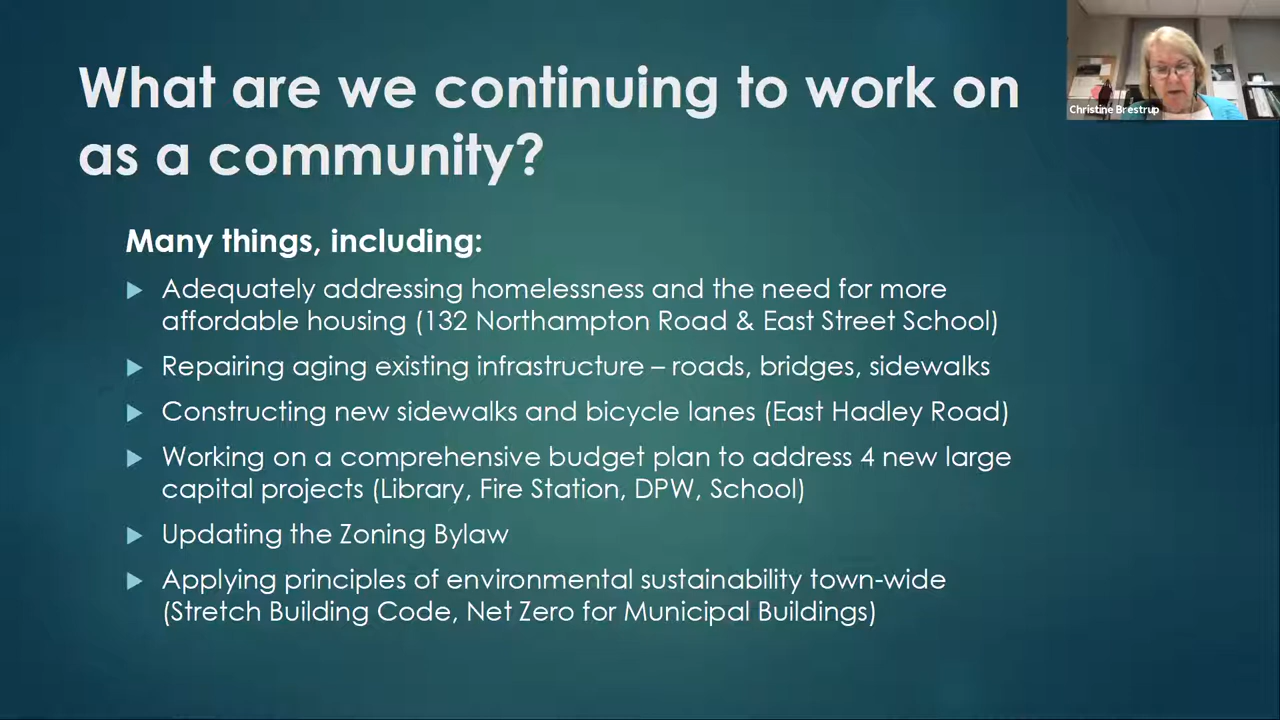 What are we continuing to work on
as a community?
Christine Brestrup
Many things, including:
Adequately addressing homelessness and the need for more
affordable housing (132 Northampton Road & East Street School)
Repairing aging existing infrastructure – roads, bridges, sidewalks
Constructing new sidewalks and bicycle lanes (East Hadley Road)
Working on a comprehensive budget plan to address 4 new large
capital projects (Library, Fire Station, DPW, School)
Updating the Zoning Bylaw
Applying principles of environmental sustainability town-wide
(Stretch Building Code, Net Zero for Municipal Buildings)